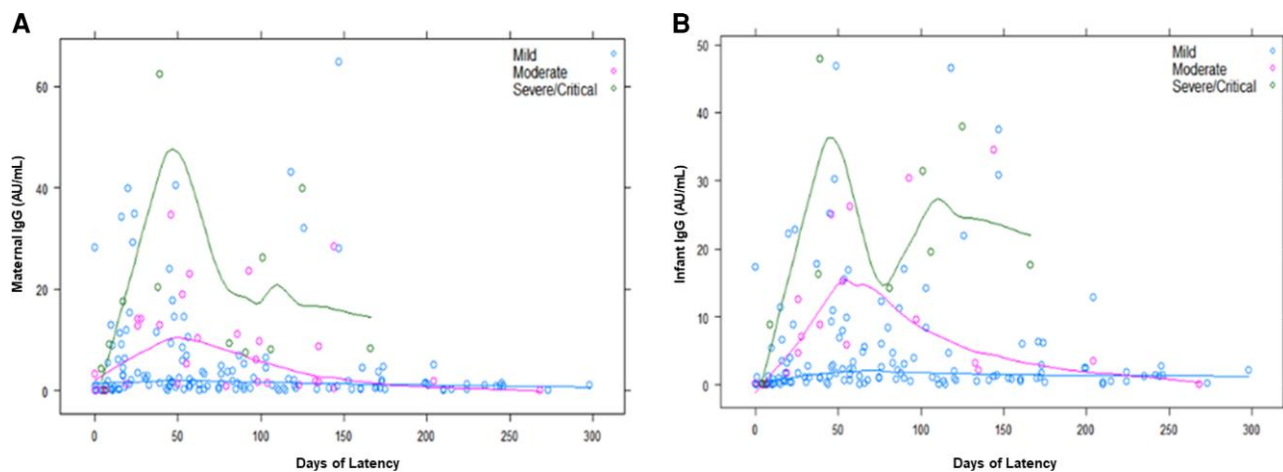 A
Mild
Moderate
Severe/Critical
Maternal IgG (AU/mL)
60
40
20
0
0 50 100 150 200 250 300
Days of Latency
B
Mild
Moderate
Severe/Critical
Infant IgG (AU/mL)
50
40
30
20
10
0
0 50 100 150 200 250 300
Days of Latency